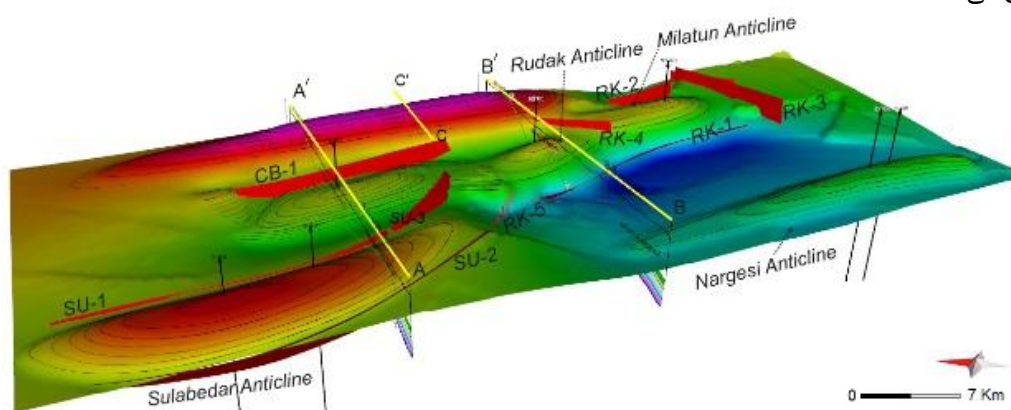 Milatun Anticline
Rudak Anticline
A'
C'
B'
RK-2
RK-3
RK-1
RK-4
C
CB-1
SU-3
RK-5
B
A
SU-2
SU-1
Nargesi Anticline
Sulabedar Anticline
0 7 Km